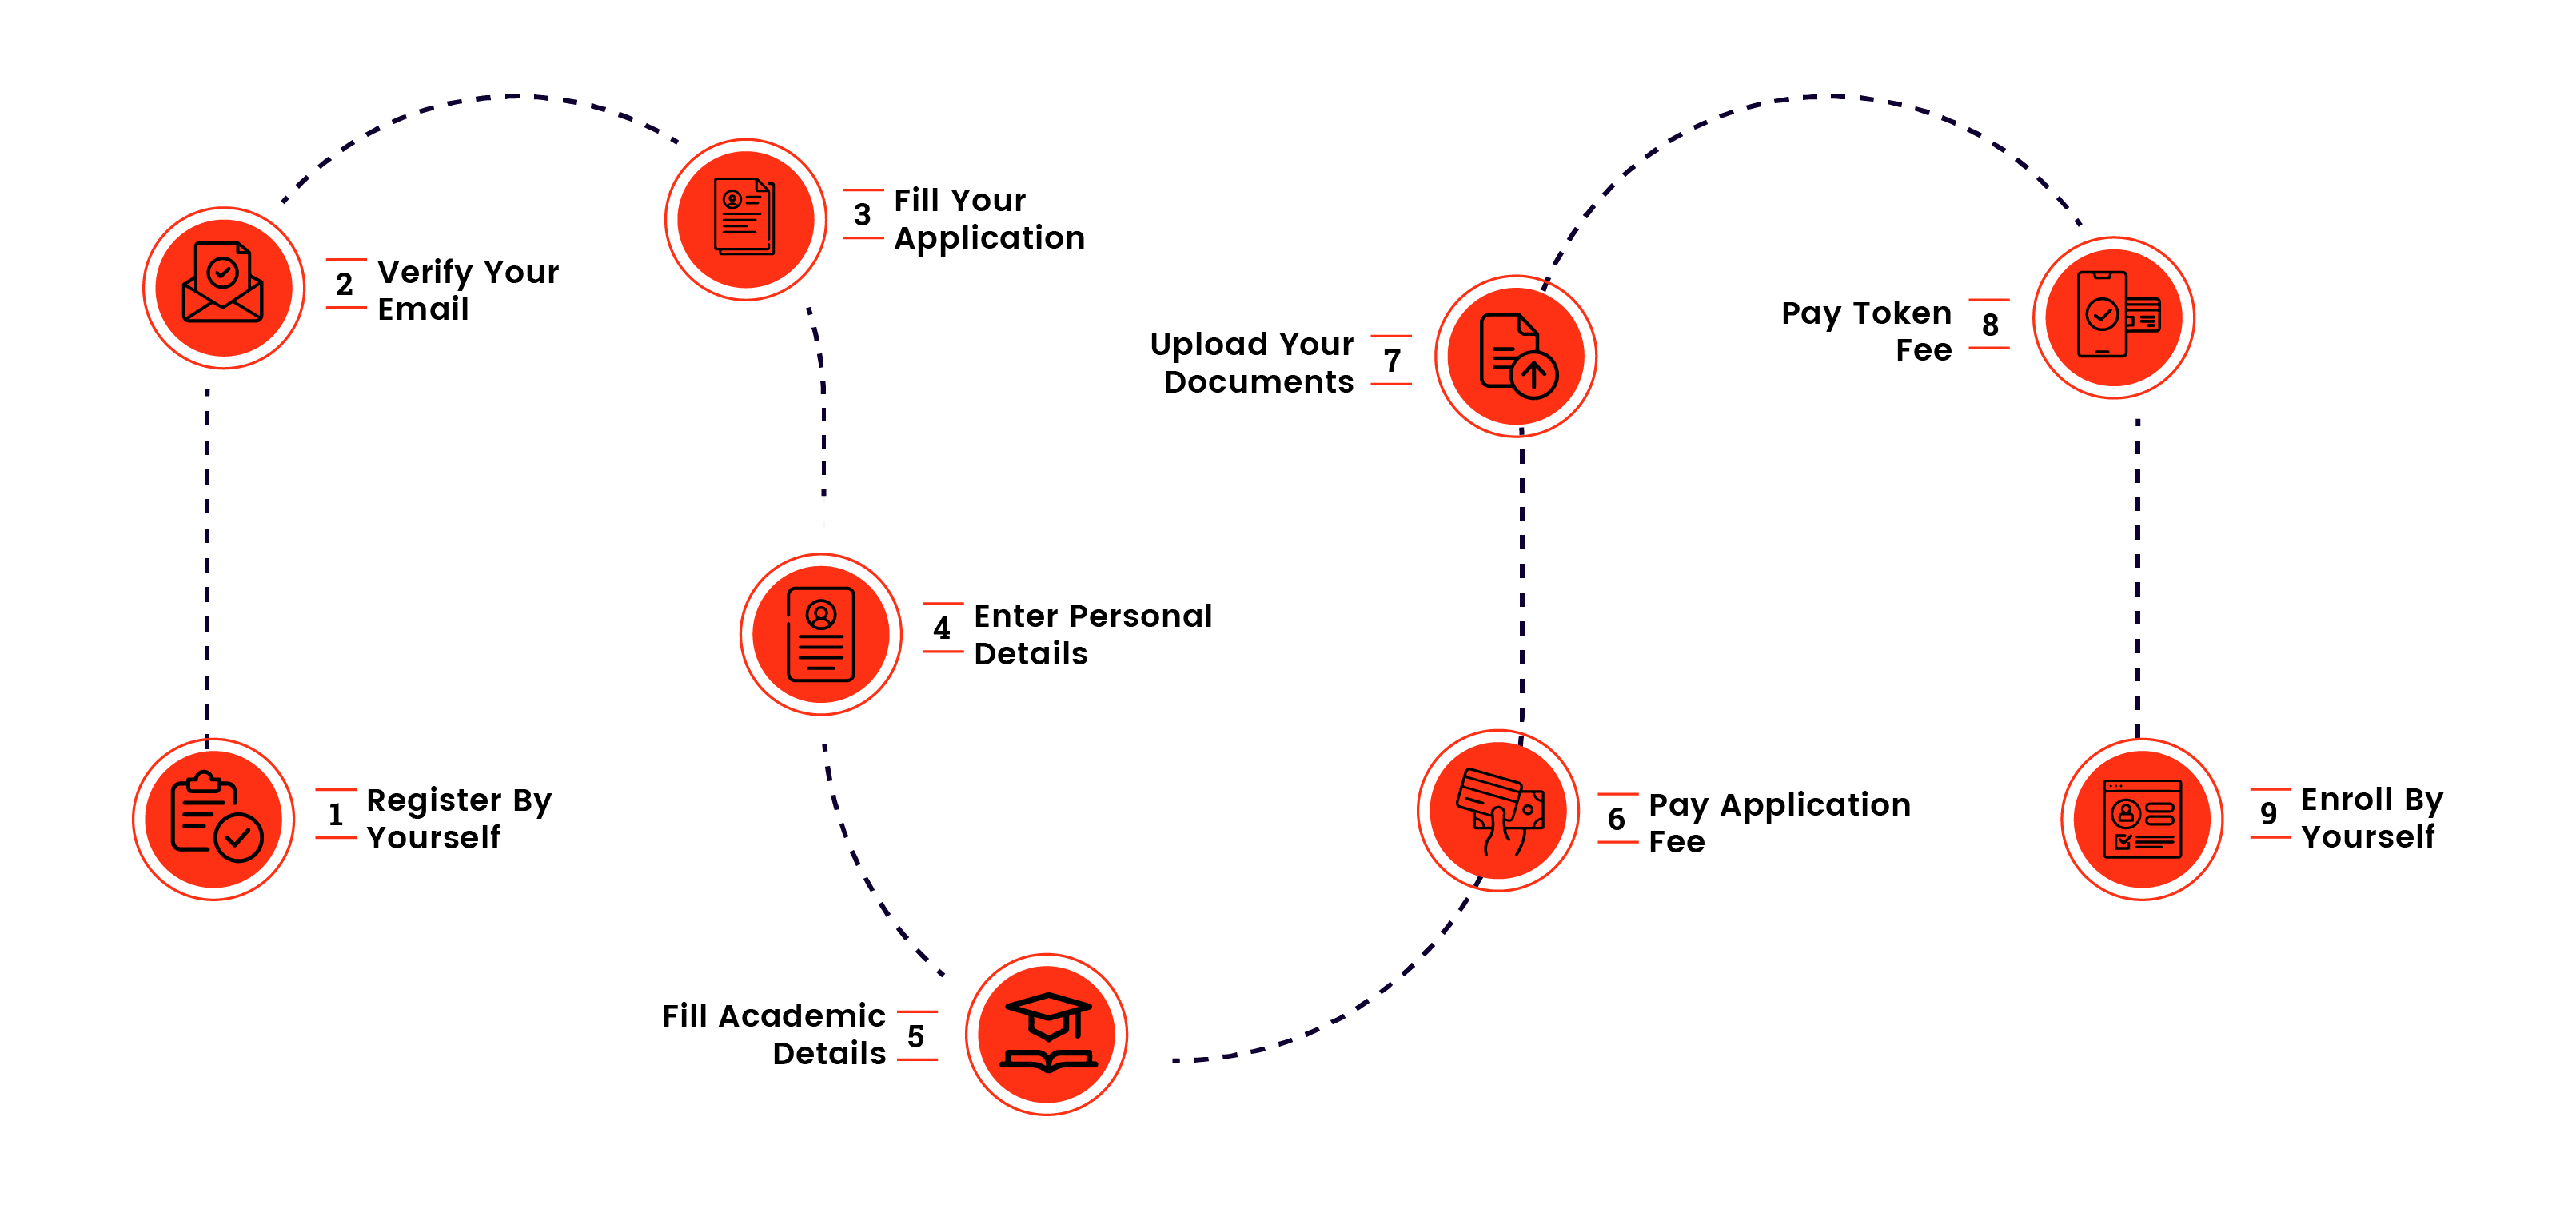 1
Register By
Yourself
2
Verify Your
Email
3
Fill Your
Application
4
Enter Personal
Details
5
Fill Academic
Details
6
Pay Application
Fee
7
Upload Your
Documents
8
Pay Token
Fee
9
Enroll By
Yourself